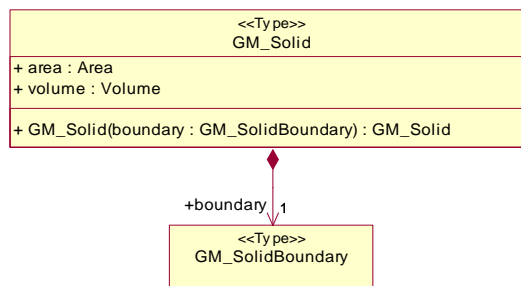 <<Type>>
GM_Solid
+ area : Area
+ volume : Volume
+ GM_Solid(boundary : GM_SolidBoundary) : GM_Solid
+boundary 1
<<Type>>
GM_SolidBoundary